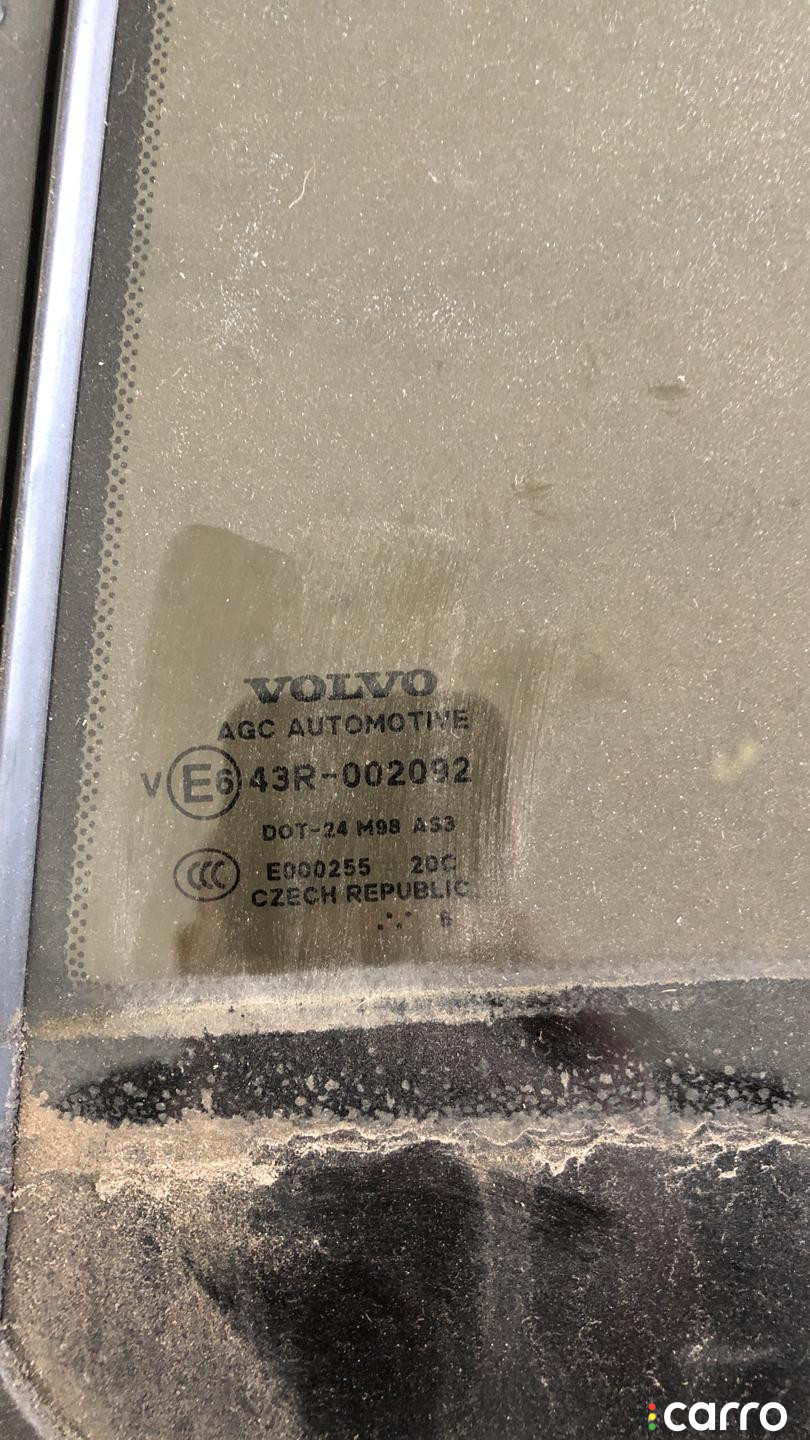 VOLVO
AGC AUTOMOTIVE
V E6 43R-002092
DOT-24 M98 AS3
CCC E000255 20C
CZECH REPUBLIC
carro